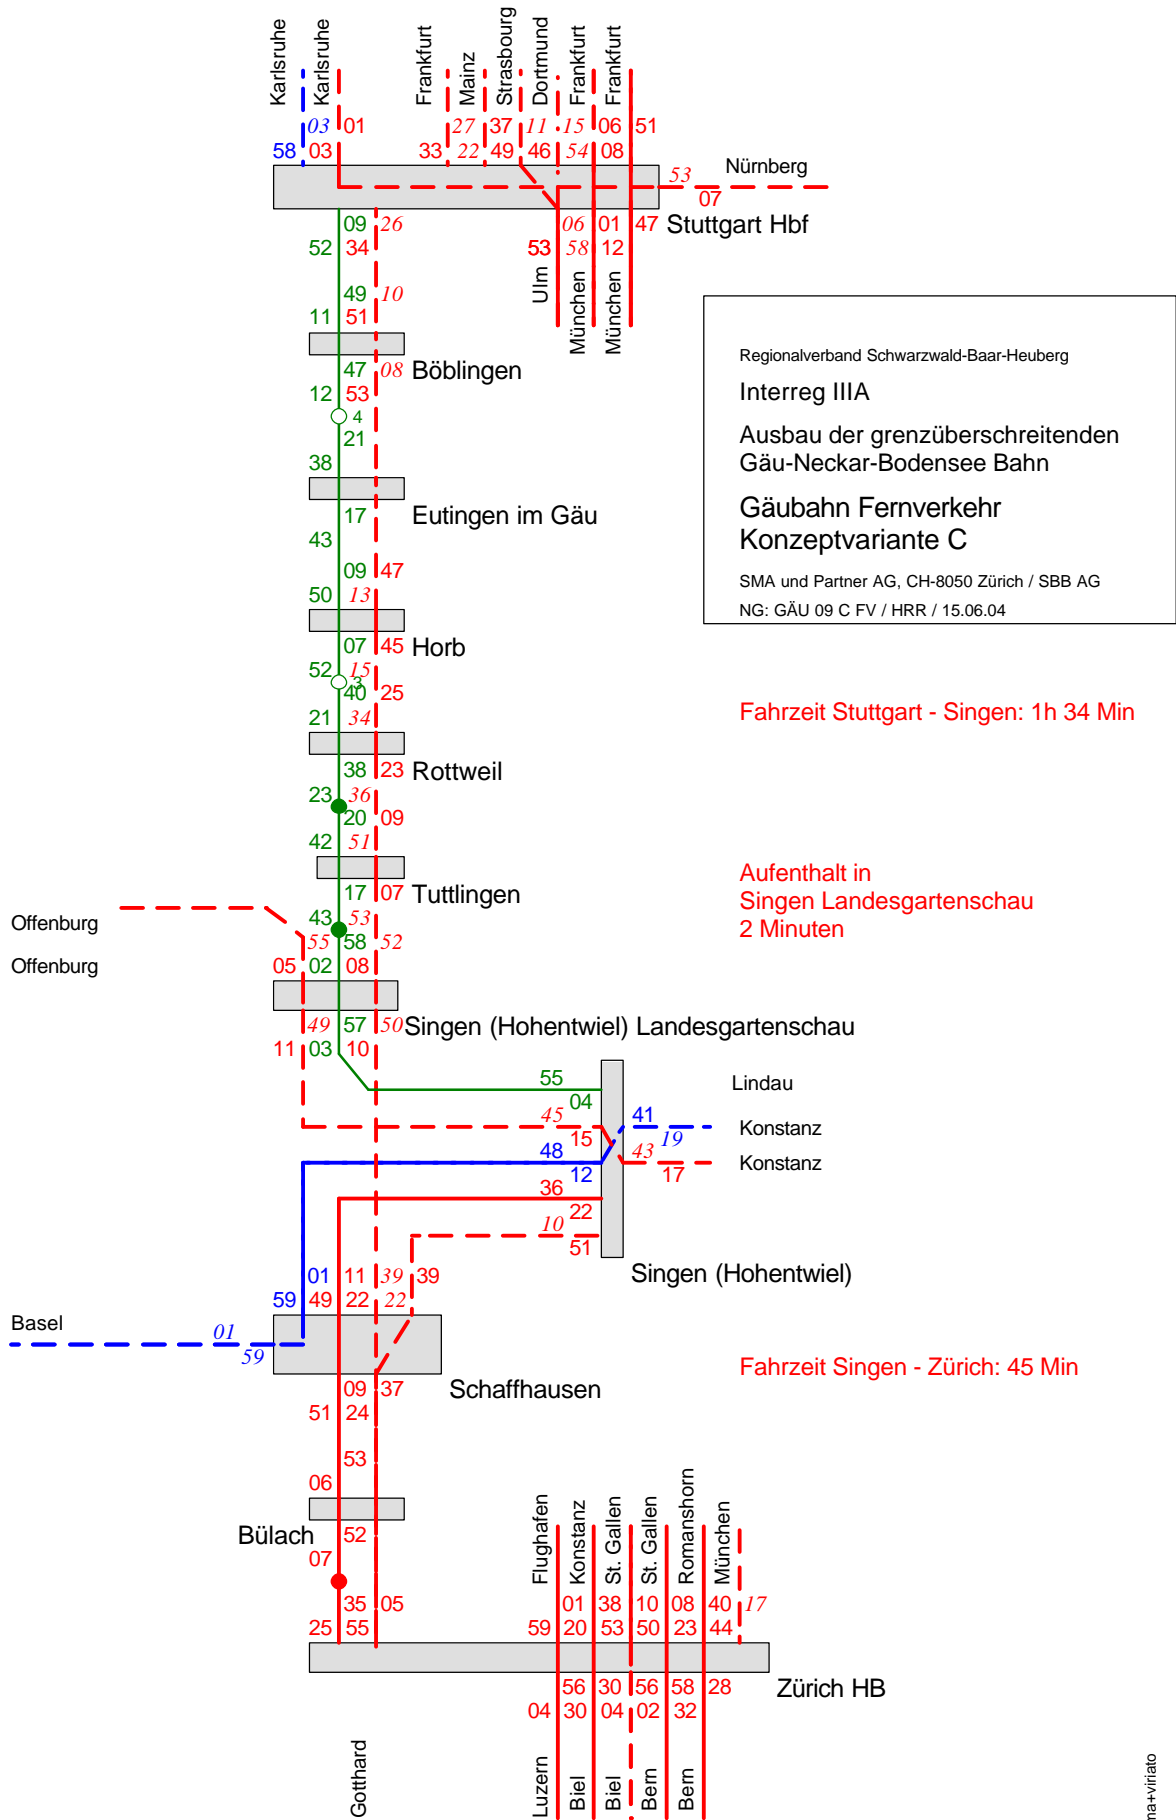 Karlsruhe
Karlsruhe
Frankfurt
Mainz
Strasbourg
Dortmund
Frankfurt
Frankfurt
03 01 27 37 11 15 06 51
58 03 33 22 49 46 54 08
53 Nürnberg
07
09 26 06 01 47 Stuttgart Hbf
52 34 53 58 12
Ulm
München
München
49 10
11 51
47 08 Böblingen
12 53
4
21
38
17 Eutingen im Gäu
43
09 47
50 13
07 45 Horb
52 15
3
40 25
21 34
38 23 Rottweil
23 36
20 09
42 51
17 07 Tuttlingen
43 53
Offenburg
55 58 52
Offenburg
05 02 08
49 57 50 Singen (Hohentwiel) Landesgartenschau
11 03 10
55 Lindau
04
45 41 Konstanz
15 19
48 43 Konstanz
12 17
36
22
10
51
Singen (Hohentwiel)
01 11 39 39
59 49 22 22
Basel
01
59
09 37 Schaffhausen
51 24
53
06
Bülach 52
07
35 05
25 55
Flughafen
Konstanz
St. Gallen
St. Gallen
Romanshorn
München
01 38 10 08 40 17
59 20 53 50 23 44
Zürich HB
56 30 56 58 28
04 30 04 02 32
Gotthard
Luzern
Biel
Biel
Bern
Bern
Regionalverband Schwarzwald-Baar-Heuberg
Interreg IIIA
Ausbau der grenzüberschreitenden
Gäu-Neckar-Bodensee Bahn
Gäubahn Fernverkehr
Konzeptvariante C
SMA und Partner AG, CH-8050 Zürich / SBB AG
NG: GÄU 09 C FV / HRR / 15.06.04
Fahrzeit Stuttgart - Singen: 1h 34 Min
Aufenthalt in
Singen Landesgartenschau
2 Minuten
Fahrzeit Singen - Zürich: 45 Min
ma+viriato